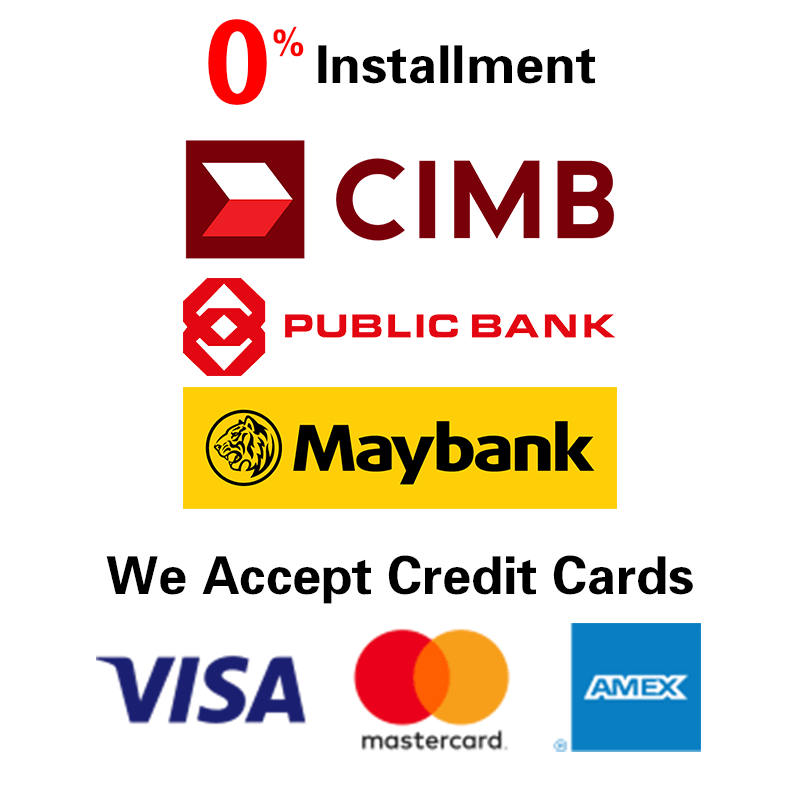 0% Installment
CIMB
PUBLIC BANK
Maybank
We Accept Credit Cards
VISA mastercard. AMEX ®